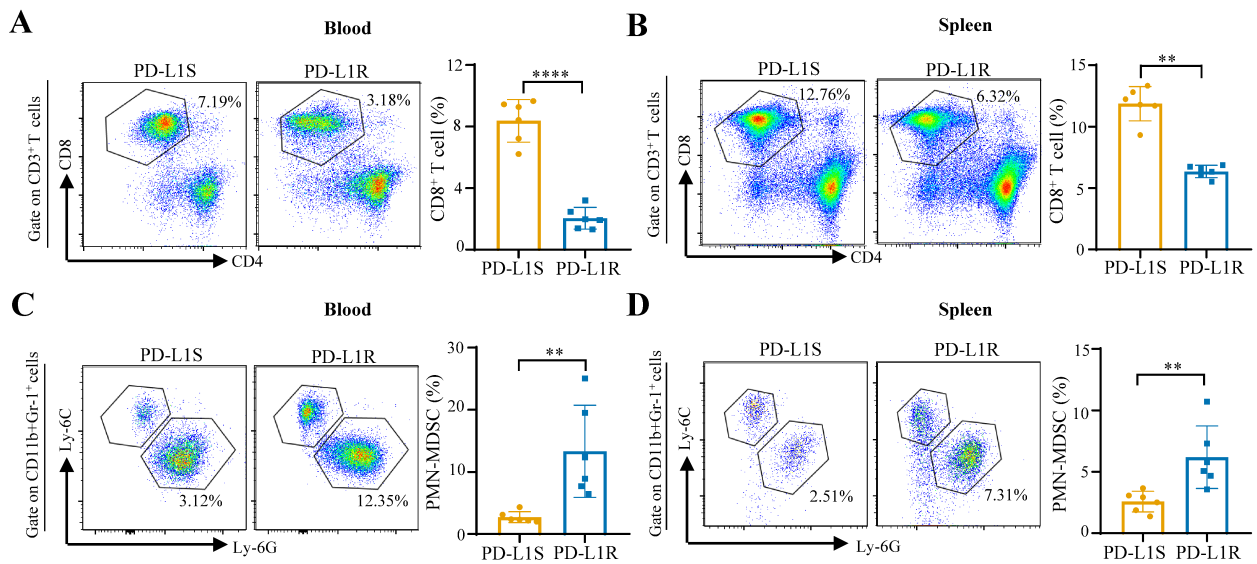 A
Blood
PD-L1S
PD-L1R
Gate on CD3+ T cells
CD8
7.19%
3.18%
CD4
CD8+ T cell (%)
12
8
4
0
****
PD-L1S
PD-L1R
B
Spleen
PD-L1S
PD-L1R
Gate on CD3+ T cells
CD8
12.76%
6.32%
CD4
CD8+ T cell (%)
15
10
5
0
**
PD-L1S
PD-L1R
C
Blood
PD-L1S
PD-L1R
Gate on CD11b+Gr-1+ cells
Ly-6C
3.12%
12.35%
Ly-6G
PMN-MDSC (%)
30
20
10
0
**
PD-L1S
PD-L1R
D
Spleen
PD-L1S
PD-L1R
Gate on CD11b+Gr-1+ cells
Ly-6C
2.51%
7.31%
Ly-6G
PMN-MDSC (%)
15
10
5
0
**
PD-L1S
PD-L1R